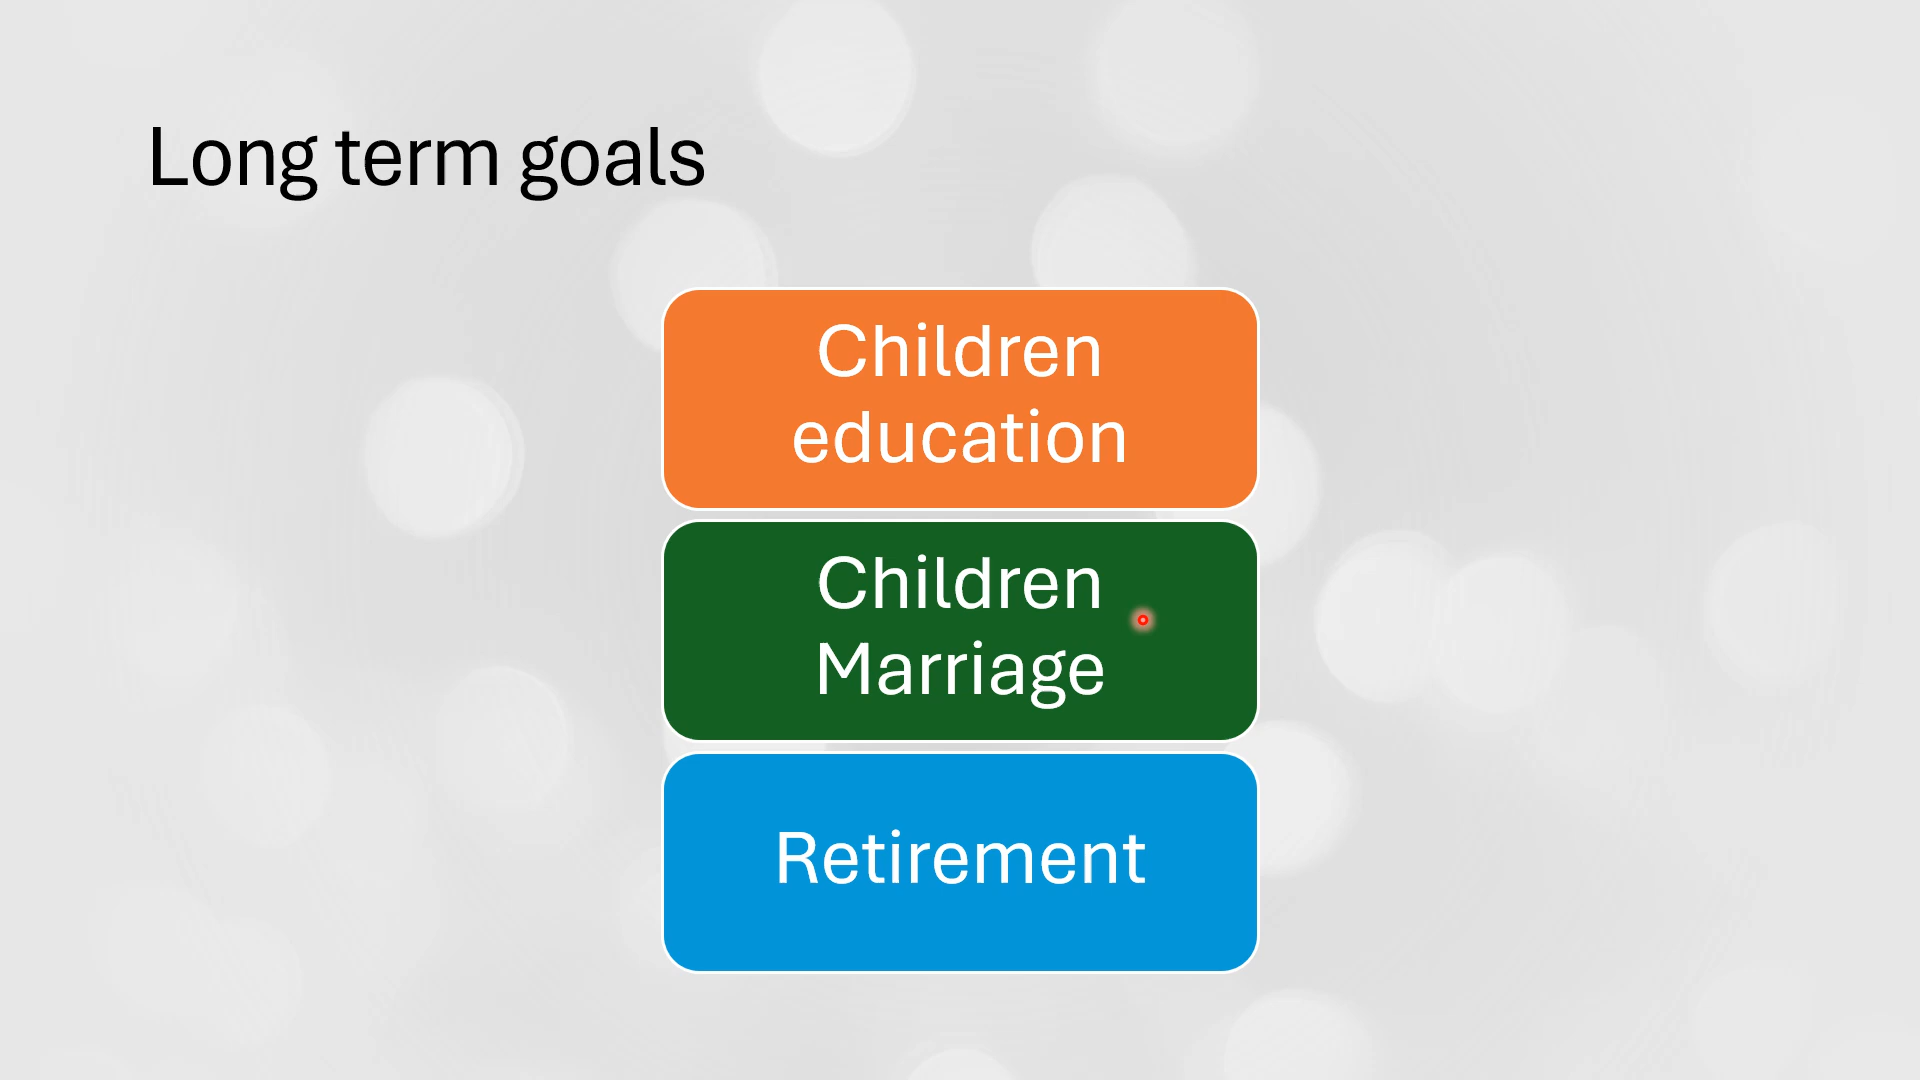 Long term goals
Children
education
Children
Marriage
Retirement